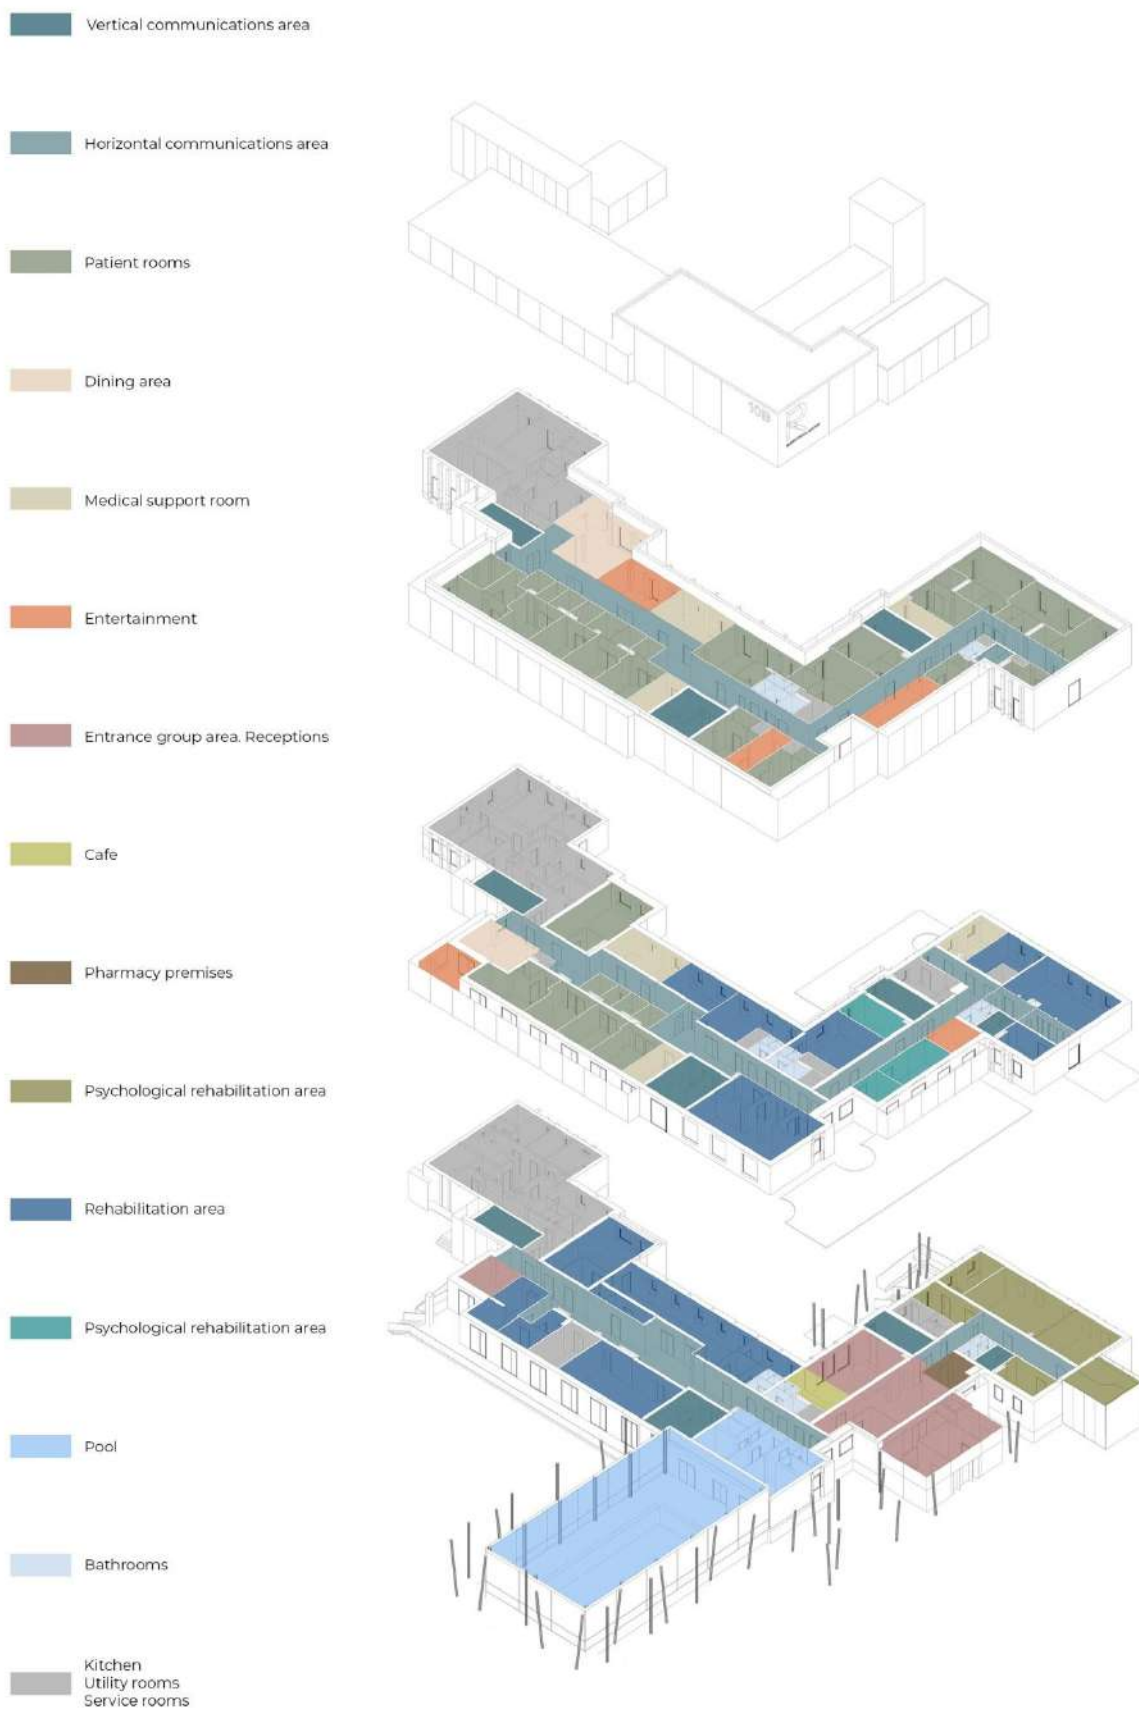 Vertical communications area
Horizontal communications area
Patient rooms
Dining area
Medical support room
Entertainment
Entrance group area. Receptions
Cafe
Pharmacy premises
Psychological rehabilitation area
Rehabilitation area
Psychological rehabilitation area
Pool
Bathrooms
Kitchen
Utility rooms
Service rooms
10B
R